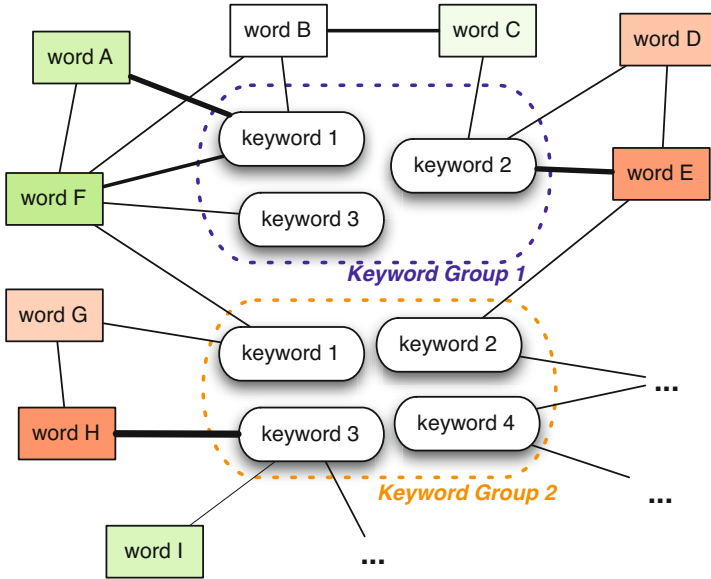 word B
word C
word D
word A
keyword 1
keyword 2
word E
word F
keyword 3
Keyword Group 1
word G
keyword 1
keyword 2
...
word H
keyword 3
keyword 4
Keyword Group 2
...
word I
...